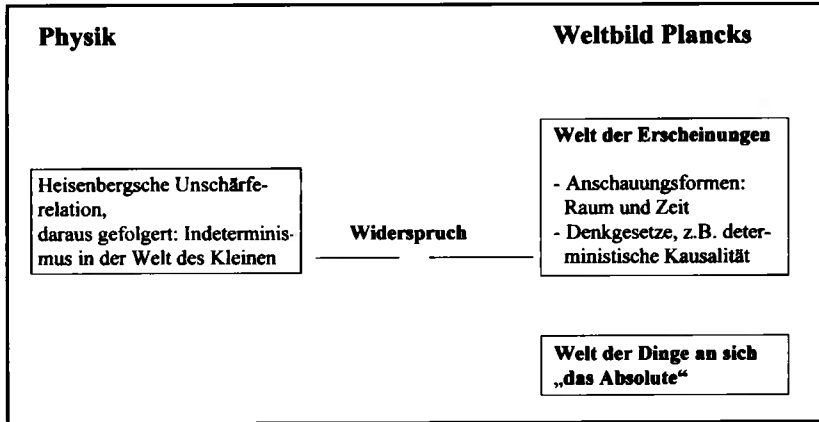 Physik
Weltbild Plancks
Welt der Erscheinungen
- Anschauungsformen:
Raum und Zeit
- Denkgesetze, z.B. deter-
ministische Kausalität
Heisenbergsche Unschärfe-
relation,
daraus gefolgert: Indeterminis-
mus in der Welt des Kleinen
Widerspruch
Welt der Dinge an sich
„das Absolute“